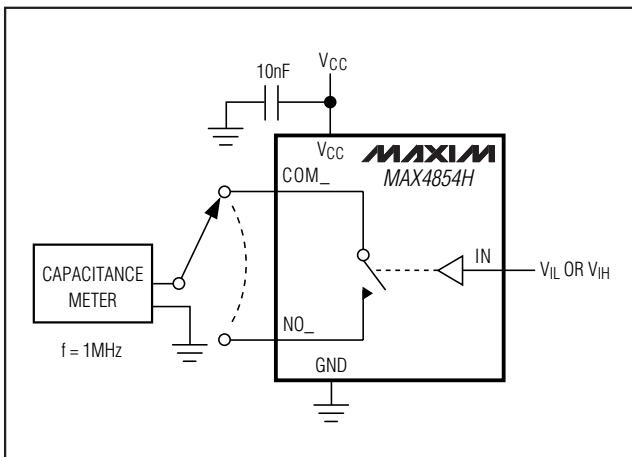 VCC
10nF
VCC
MAXIM
MAX4854H
COM_
IN
VIL OR VIH
CAPACITANCE
METER
NO_
f = 1MHz
GND